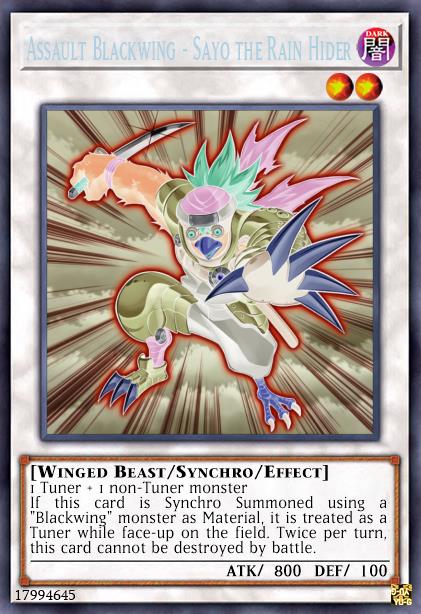 Assault Blackwing - Sayo the Rain Hider
DARK
闇
[Winged Beast/Synchro/Effect]
1 Tuner + 1 non-Tuner monster
If this card is Synchro Summoned using a
"Blackwing" monster as Material, it is treated as a
Tuner while face-up on the field. Twice per turn,
this card cannot be destroyed by battle.
ATK/ 800 DEF/ 100
17994645